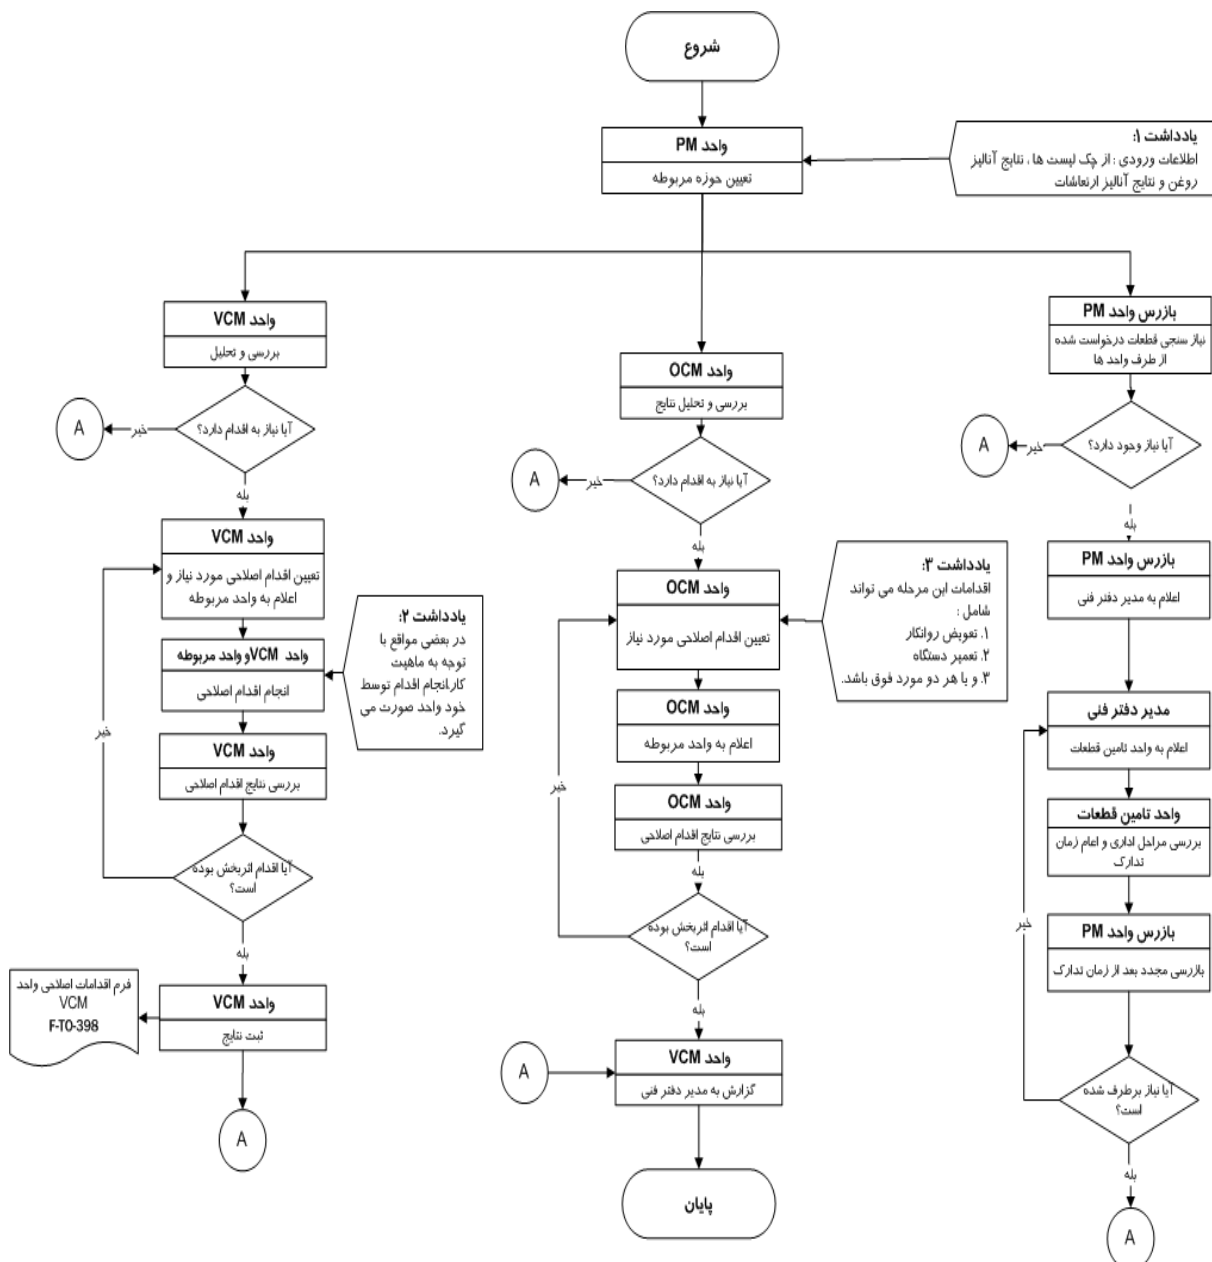 شروع
واحد PM
تعیین حوزه مربوطه
یادداشت ۱:
اطلاعات ورودی : از چک لیست ها ، نتایج آنالیز
روغن و نتایج آنالیز ارتعاشات
بازرس واحد PM
نیاز سنجی قطعات درخواست شده
از طرف واحد ها
آیا نیاز وجود دارد؟
خیر
A
بله
بازرس واحد PM
اعلام به مدیر دفتر فنی
مدیر دفتر فنی
اعلام به واحد تامین قطعات
واحد تامین قطعات
بررسی مراحل اداری و اعام زمان
تدارک
بازرس واحد PM
بازرسی مجدد بعد از زمان تدارک
آیا نیاز برطرف شده
است؟
خیر
بله
A
واحد OCM
بررسی و تحلیل نتایج
آیا نیاز به اقدام دارد؟
خیر
A
بله
واحد OCM
تعیین اقدام اصلاحی مورد نیاز
یادداشت ۳:
اقدامات این مرحله می تواند
شامل :
۱. تعویض روانکار
۲. تعمیر دستگاه
۳. و یا هر دو مورد فوق باشد.
واحد OCM
اعلام به واحد مربوطه
واحد OCM
بررسی نتایج اقدام اصلاحی
آیا اقدام اثربخش بوده
است؟
خیر
بله
واحد VCM
گزارش به مدیر دفتر فنی
A
پایان
واحد VCM
بررسی و تحلیل
آیا نیاز به اقدام دارد؟
خیر
A
بله
واحد VCM
تعیین اقدام اصلاحی مورد نیاز و
اعلام به واحد مربوطه
واحد VCMو واحد مربوطه
انجام اقدام اصلاحی
یادداشت ۲:
در بعضی مواقع با
توجه به ماهیت
کارانجام اقدام توسط
خود واحد صورت می
گیرد.
واحد VCM
بررسی نتایج اقدام اصلاحی
آیا اقدام اثربخش بوده
است؟
خیر
بله
واحد VCM
ثبت نتایج
فرم اقدامات اصلاحی واحد
VCM
F-TO-398
A